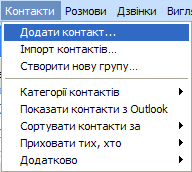 Контакти Розмови Дзвінки
Додати контакт...
Імпорт контактів...
Створити нову групу...
Категорії контактів
Показати контакти з Outlook
Сортувати контакти за
Приховати тих, хто
Додатково